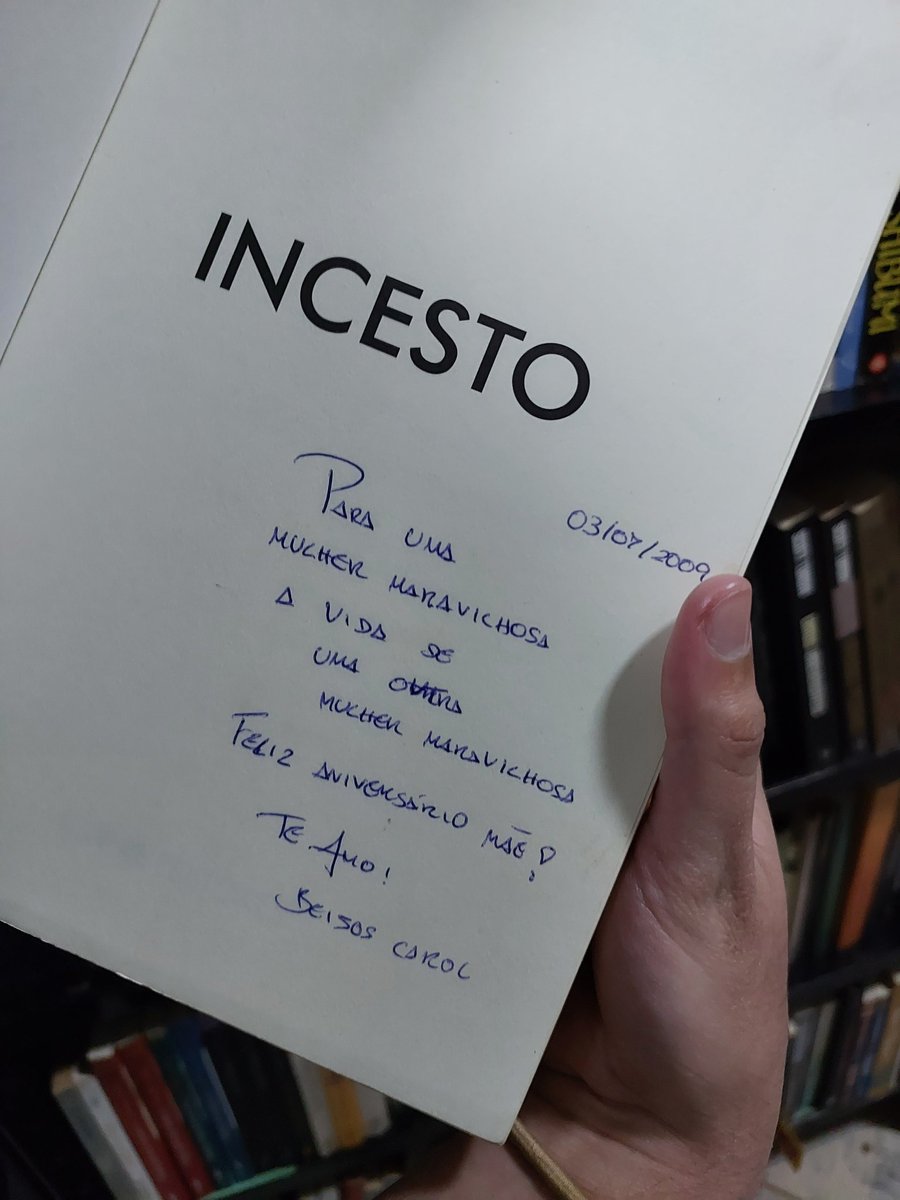 INCESTO
03/07/2009
PARA UMA
MULHER MARAVILHOSA
A VIDA DE
UMA OUTRA
MULHER MARAVILHOSA
FELIZ ANIVERSÁRIO MÃE!
TE AMO!
BEIJOS CAROL